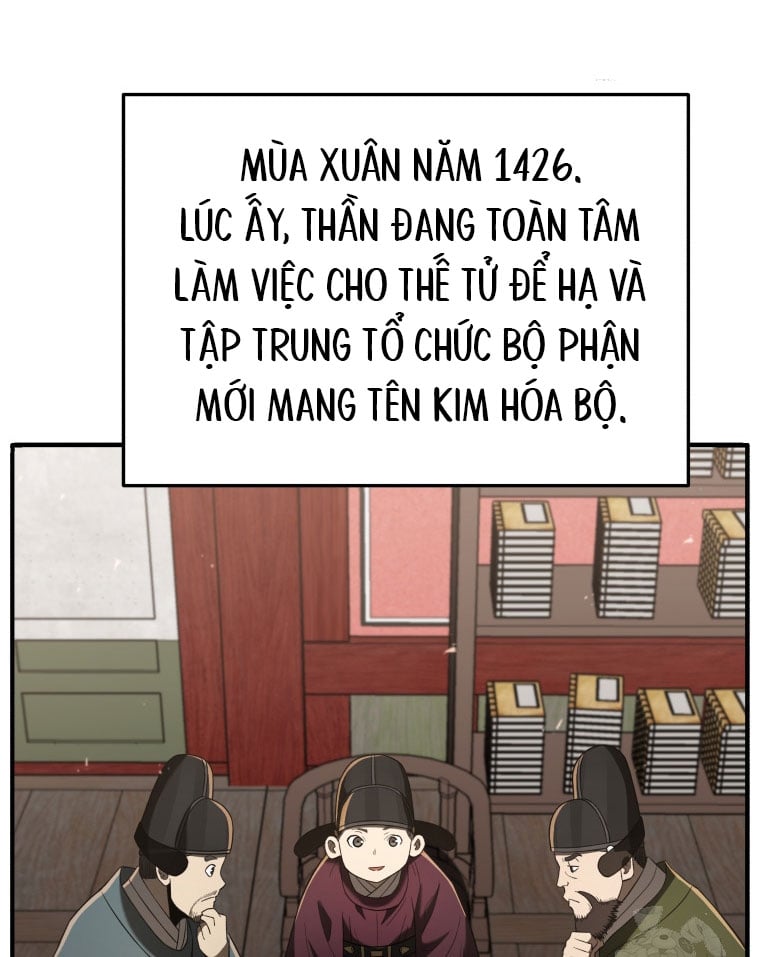 MÙA XUÂN NĂM 1426.
LÚC ẤY, THẦN ĐANG TOÀN TÂM
LÀM VIỆC CHO THẾ TỬ ĐỂ HẠ VÀ
TẬP TRUNG TỔ CHỨC BỘ PHẬN
MỚI MANG TÊN KIM HÓA BỘ.